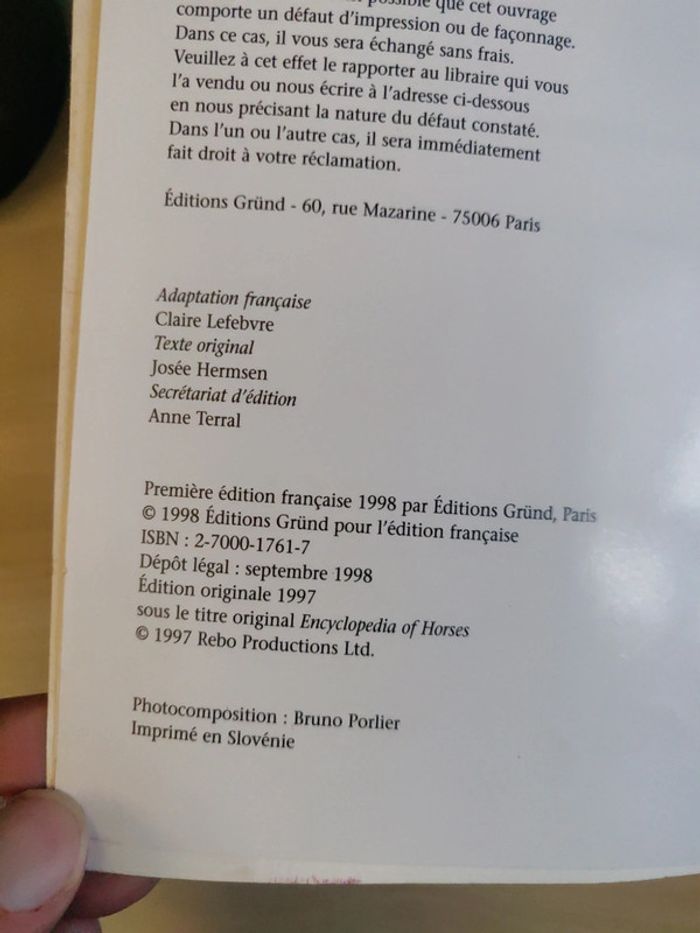 possible que cet ouvrage
comporte un défaut d'impression ou de façonnage.
Dans ce cas, il vous sera échangé sans frais.
Veuillez à cet effet le rapporter au libraire qui vous
l'a vendu ou nous écrire à l'adresse ci-dessous
en nous précisant la nature du défaut constaté.
Dans l'un ou l'autre cas, il sera immédiatement
fait droit à votre réclamation.
Éditions Gründ - 60, rue Mazarine - 75006 Paris
Adaptation française
Claire Lefebvre
Texte original
Josée Hermsen
Secrétariat d'édition
Anne Terral
Première édition française 1998 par Éditions Gründ, Paris
© 1998 Éditions Gründ pour l'édition française
ISBN : 2-7000-1761-7
Dépôt légal : septembre 1998
Édition originale 1997
sous le titre original Encyclopedia of Horses
© 1997 Rebo Productions Ltd.
Photocomposition : Bruno Porlier
Imprimé en Slovénie